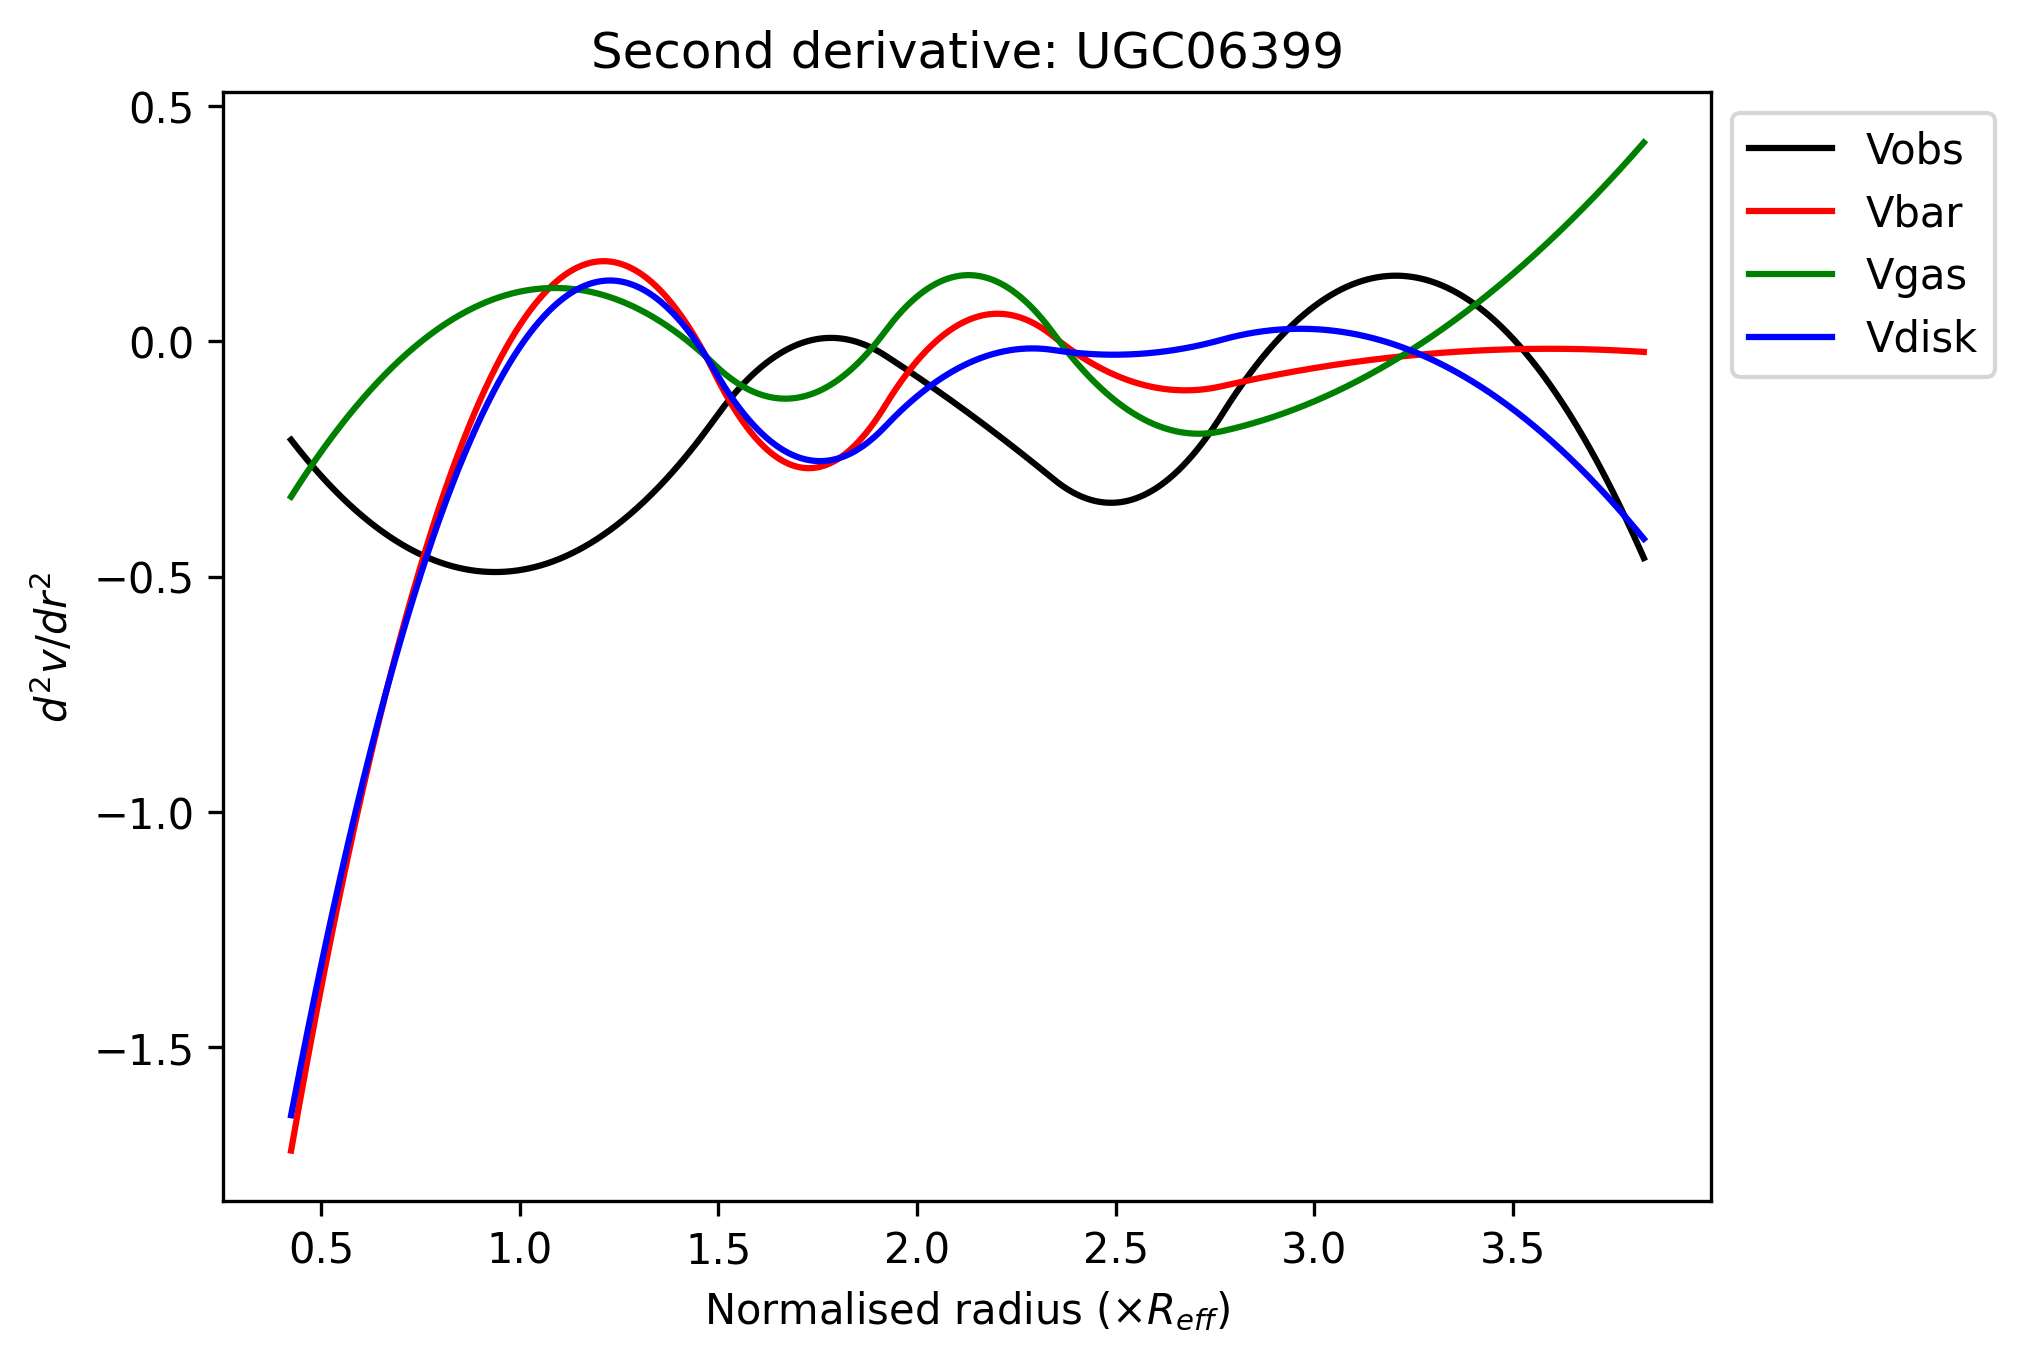 Second derivative: UGC06399
0.5
0.0
−0.5
−1.0
−1.5
d²v/dr²
0.5 1.0 1.5 2.0 2.5 3.0 3.5
Normalised radius (×R_eff)
Vobs
Vbar
Vgas
Vdisk